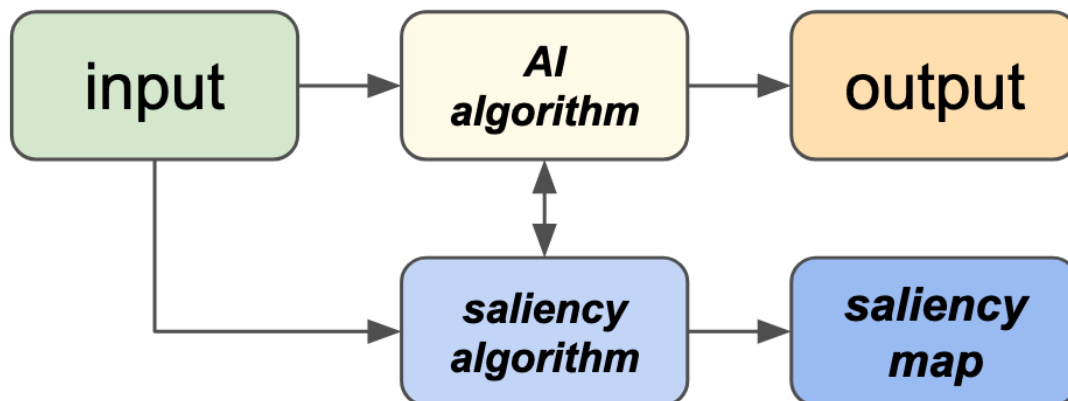 input
AI
algorithm
output
saliency
algorithm
saliency
map